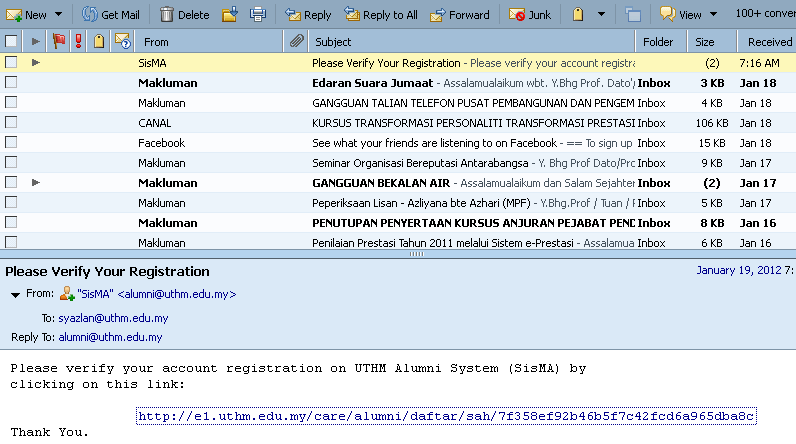 New Get Mail Delete Reply Reply to All Forward Junk View 100+ conver
From Subject Folder Size Received
SisMA Please Verify Your Registration - Please verify your account registra (2) 7:16 AM
Makluman Edaran Suara Jumaat - Assalamualaikum wbt. Y.Bhg Prof. Dato'/ Inbox 3 KB Jan 18
Makluman GANGGUAN TALIAN TELEFON PUSAT PEMBANGUNAN DAN PENGEM Inbox 4 KB Jan 18
CANAL KURSUS TRANSFORMASI PERSONALITI TRANSFORMASI PRESTASI Inbox 106 KB Jan 18
Facebook See what your friends are listening to on Facebook - == To sign up Inbox 15 KB Jan 18
Makluman Seminar Organisasi Bereputasi Antarabangsa - Y. Bhg Prof Dato/Pro Inbox 9 KB Jan 17
Makluman GANGGUAN BEKALAN AIR - Assalamualaikum dan Salam Sejahter Inbox (2) Jan 17
Makluman Peperiksaan Lisan - Azliyana bte Azhari (MPF) - Y.Bhg.Prof / Tuan / Inbox 5 KB Jan 17
Makluman PENUTUPAN PENYERTAAN KURSUS ANJURAN PEJABAT PEND Inbox 8 KB Jan 16
Makluman Penilaian Prestasi Tahun 2011 melalui Sistem e-Prestasi - Assalamua Inbox 6 KB Jan 16
Please Verify Your Registration January 19, 2012 7:
From: "SisMA" <alumni@uthm.edu.my>
To: syazlan@uthm.edu.my
Reply To: alumni@uthm.edu.my
Please verify your account registration on UTHM Alumni System (SisMA) by
clicking on this link:
http://e1.uthm.edu.my/care/alumni/daftar/sah/7f358ef92b46b5f7c42fcd6a965dba8c
Thank You.